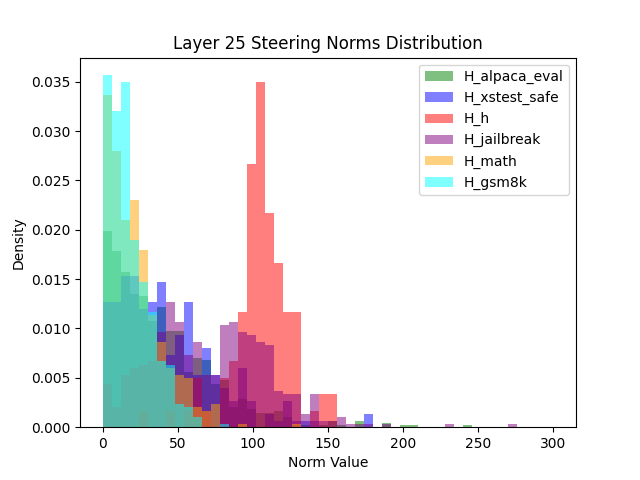 Layer 25 Steering Norms Distribution
0.035
0.030
0.025
0.020
0.015
0.010
0.005
0.000
Density
H_alpaca_eval
H_xstest_safe
H_h
H_jailbreak
H_math
H_gsm8k
0 50 100 150 200 250 300
Norm Value